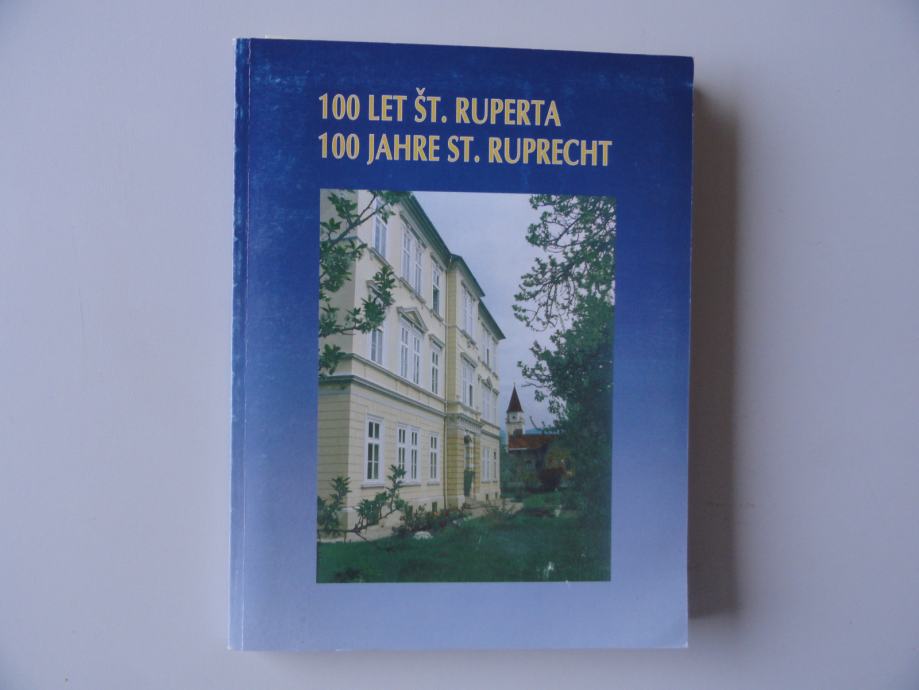 100 LET ŠT. RUPERTA
100 JAHRE ST. RUPRECHT